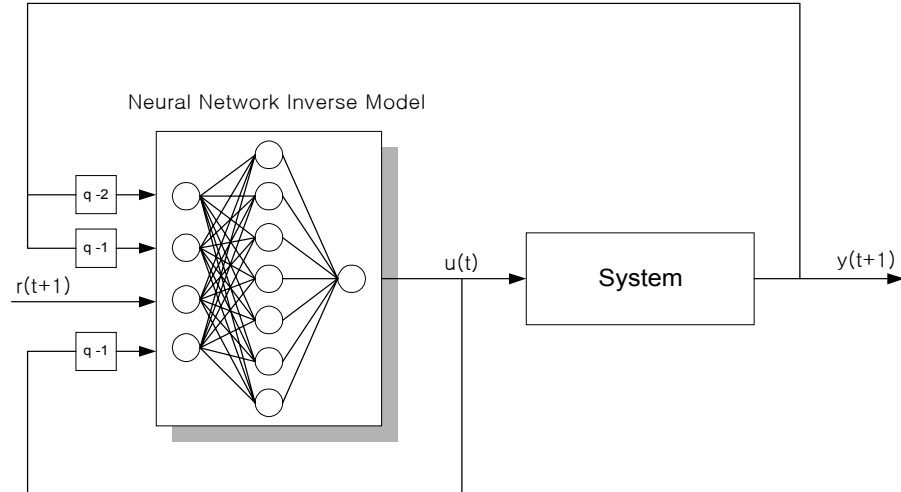 Neural Network Inverse Model
q-2
q-1
r(t+1)
q-1
u(t)
System
y(t+1)